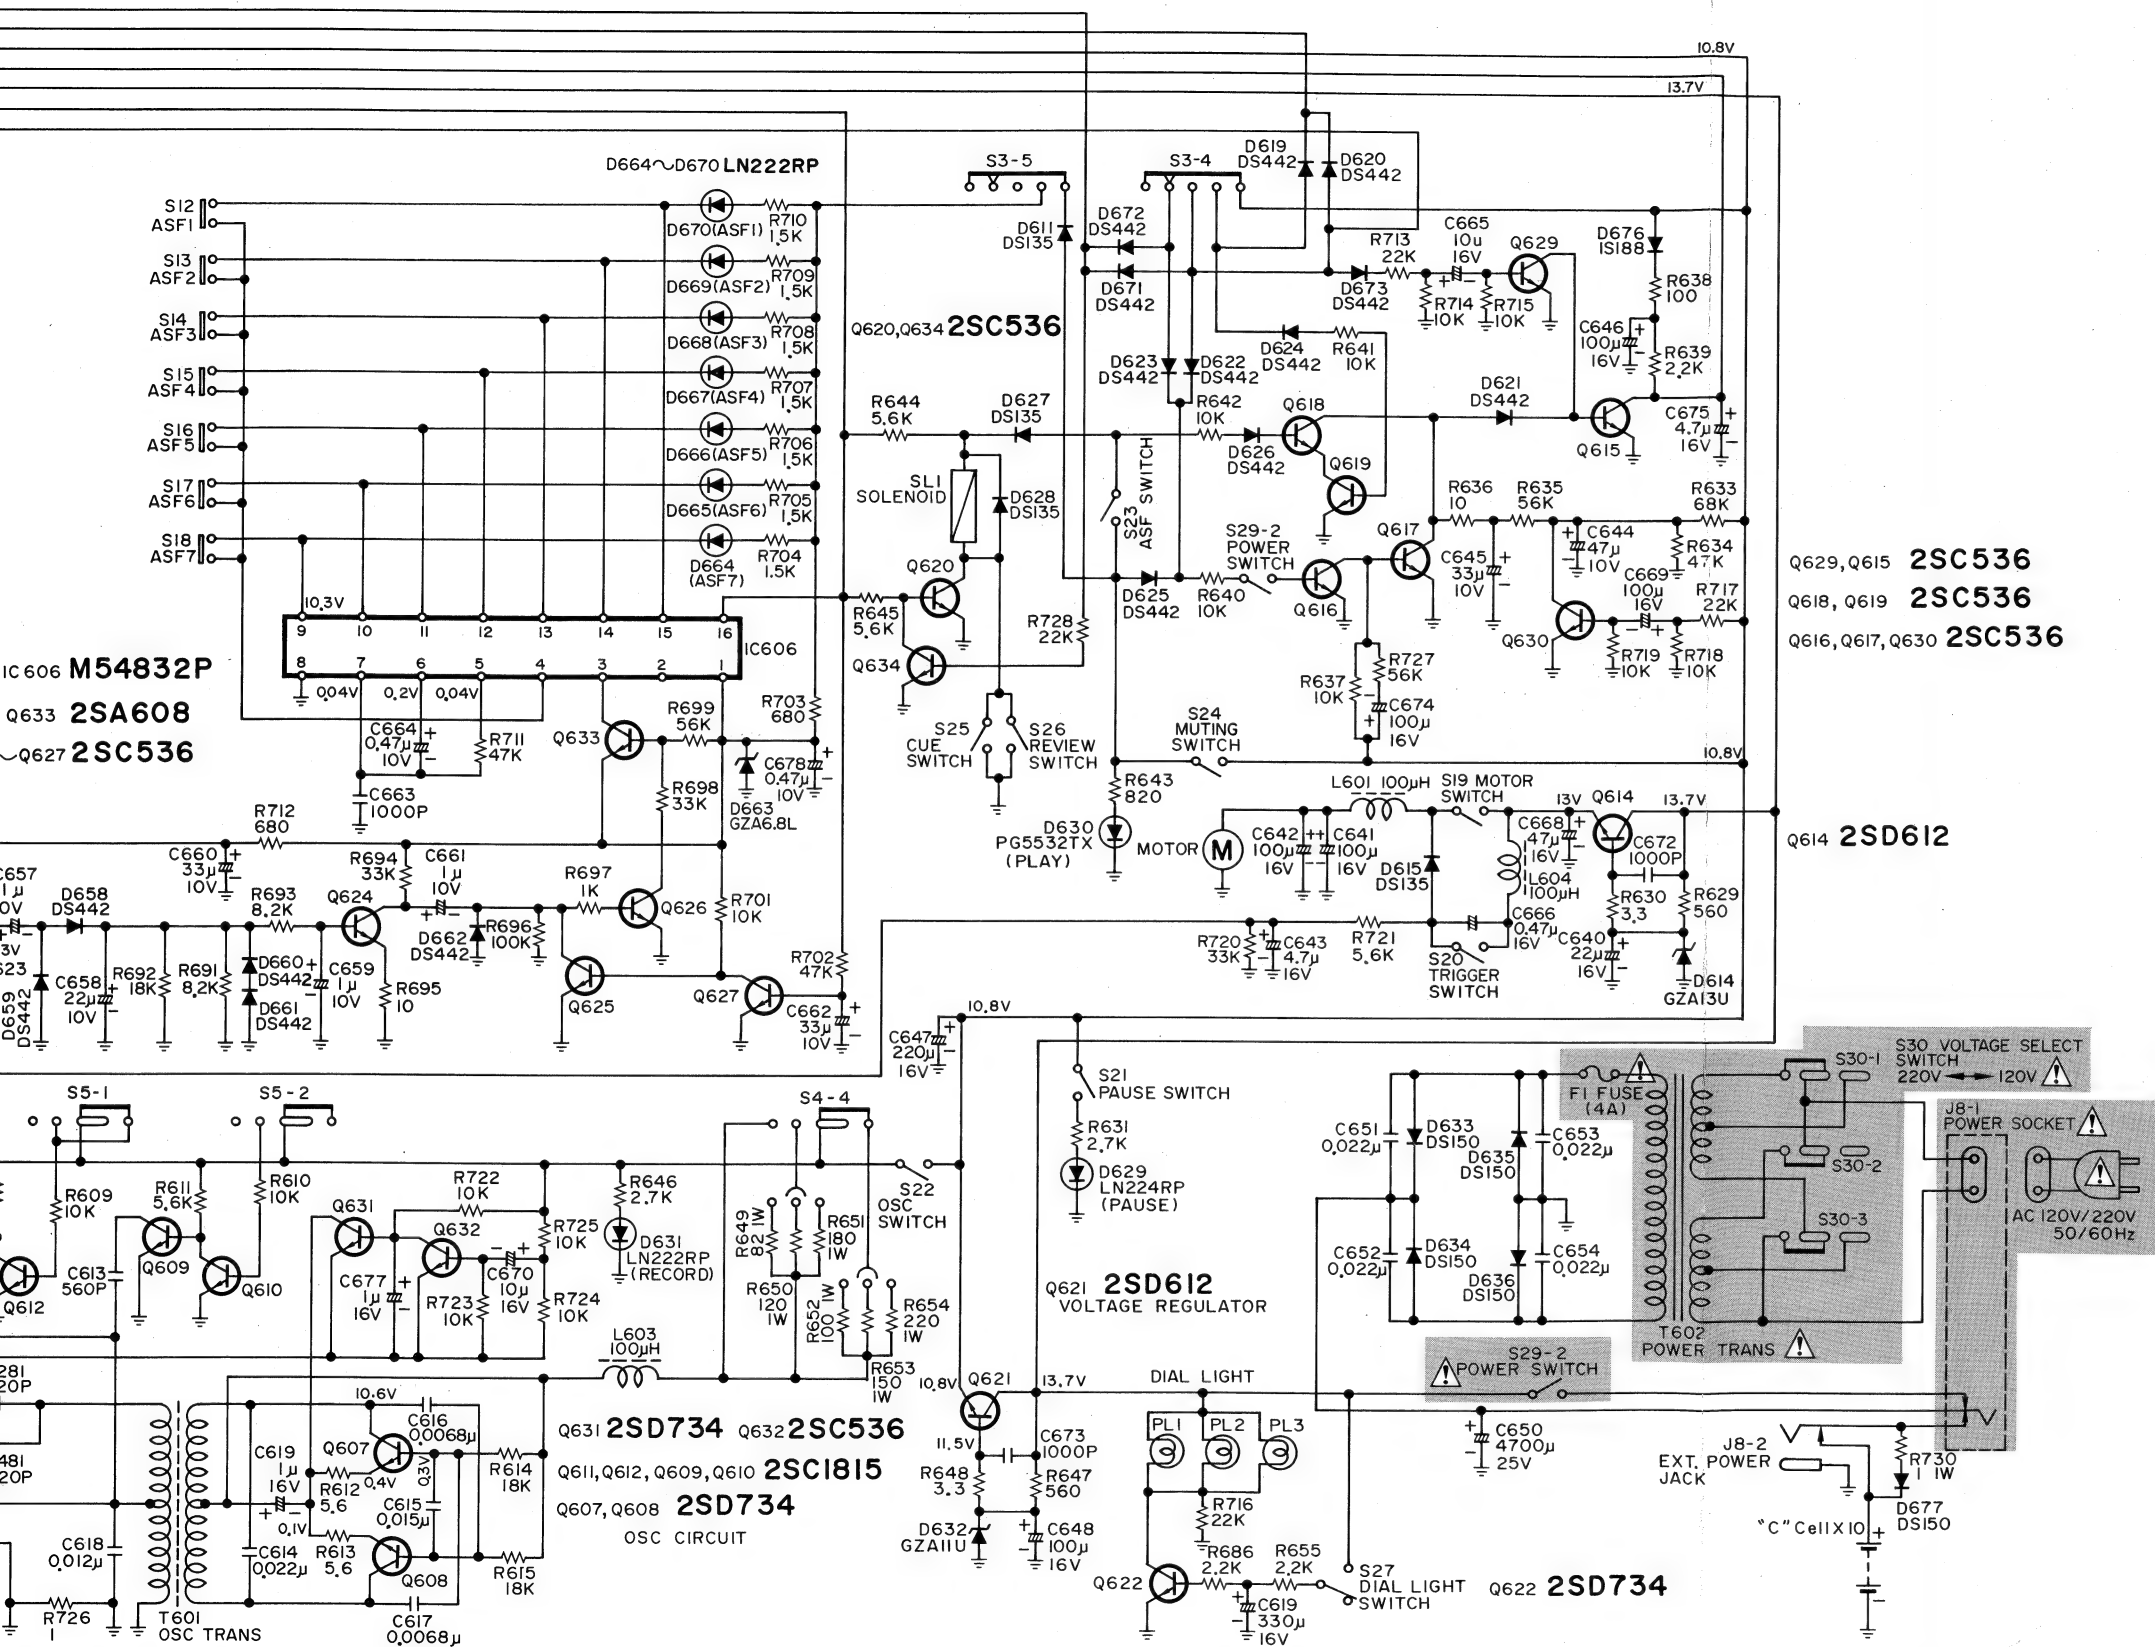 10.8V
13.7V
D664～D670 LN222RP
S3-5
S3-4
D619
DS442
D620
DS442
S12
ASF1
D670(ASF1)
R710
1.5K
D611
DS135
D672
DS442
R713
22K
C665
10u
16V
Q629
D676
IS188
S13
ASF2
D669(ASF2)
R709
1.5K
D671
DS442
D673
DS442
R714
10K
R715
10K
R638
100
S14
ASF3
D668(ASF3)
R708
1.5K
Q620,Q634 2SC536
D624
DS442
R641
10K
C646
100μ
16V
R639
2.2K
S15
ASF4
D667(ASF4)
R707
1.5K
D623
DS442
D622
DS442
D621
DS442
R644
5.6K
D627
DS135
R642
10K
Q618
C675
4.7μ
16V
S16
ASF5
D666(ASF5)
R706
1.5K
D626
DS442
Q619
Q615
S17
ASF6
D665(ASF6)
R705
1.5K
SL1
SOLENOID
D628
DS135
S23
ASF SWITCH
R636
10
R635
56K
R633
68K
S18
ASF7
D664
(ASF7)
R704
1.5K
S29-2
POWER
SWITCH
Q617
C644
47μ
10V
R634
47K
Q629,Q615 2SC536
Q620
D625
DS442
R640
10K
Q616
C645
33μ
10V
C669
100μ
16V
R717
22K
Q618, Q619 2SC536
10.3V
9 10 11 12 13 14 15 16
8 7 6 5 4 3 2 1
IC606
R645
5.6K
R728
22K
Q634
Q630
R719
10K
R718
10K
Q616,Q617,Q630 2SC536
IC606 M54832P
0.04V
0.2V
0.04V
R637
10K
R727
56K
C674
100μ
16V
Q633 2SA608
～Q627 2SC536
C664
0.47μ
10V
R711
47K
Q633
R699
56K
R703
680
S25
CUE
SWITCH
S26
REVIEW
SWITCH
S24
MUTING
SWITCH
10.8V
C663
1000P
R698
33K
C678
0.47μ
10V
D663
GZA6.8L
R643
820
D630
PG5532TX
(PLAY)
MOTOR
M
L601 100μH
S19 MOTOR
SWITCH
13V
Q614
13.7V
C642
100μ
16V
C641
100μ
16V
D615
DS135
C668
47μ
16V
L604
100μH
C672
1000P
Q614 2SD612
R712
680
C660
33μ
10V
R694
33K
C661
1μ
10V
R697
1K
C657
1μ
D658
DS442
R693
8.2K
Q624
Q626
R701
10K
R630
3.3
R629
560
D662
DS442
R696
100K
R720
33K
C643
4.7μ
16V
R721
5.6K
C666
0.47μ
16V
S20
TRIGGER
SWITCH
C640
22μ
16V
D614
GZA13U
D659
DS442
C658
22μ
10V
R692
18K
R691
8.2K
D660
DS442
D661
DS442
C659
1μ
10V
R695
10
Q625
Q627
R702
47K
C662
33μ
10V
C647
220μ
16V
10.8V
S21
PAUSE SWITCH
R631
2.7K
D629
LN224RP
(PAUSE)
F1 FUSE
(4A)
S30-1
S30 VOLTAGE SELECT
SWITCH
220V 120V
S30-2
S30-3
J8-1
POWER SOCKET
AC 120V/220V
50/60Hz
C651
0.022μ
D633
DS150
D635
DS150
C653
0.022μ
C652
0.022μ
D634
DS150
D636
DS150
C654
0.022μ
T602
POWER TRANS
S5-1
S5-2
S4-4
S22
OSC
SWITCH
R609
10K
R611
5.6K
R610
10K
Q631
R722
10K
Q632
R725
10K
R646
2.7K
D631
LN222RP
(RECORD)
R649
82 1W
R651
180
1W
R650
120
1W
R652
100 1W
R654
220
1W
R653
150
1W
Q612
C613
560P
Q609
Q610
C677
1μ
16V
R723
10K
C670
10μ
16V
R724
10K
Q621 2SD612
VOLTAGE REGULATOR
L603
100μH
S29-2
POWER SWITCH
10.8V
Q621
13.7V
DIAL LIGHT
PL1
PL2
PL3
10.6V
C616
0.0068μ
Q631 2SD734 Q632 2SC536
Q611,Q612,Q609,Q610 2SC1815
Q607,Q608 2SD734
OSC CIRCUIT
11.5V
C673
1000P
R648
3.3
R647
560
D632
GZA11U
C648
100μ
16V
C619
1μ
16V
Q607
0.4V
0.3V
R612
5.6
C615
0.015μ
R614
18K
0.1V
R613
5.6
Q608
R615
18K
C618
0.012μ
C614
0.022μ
C617
0.0068μ
R726
1
T601
OSC TRANS
R716
22K
Q622
R686
2.2K
R655
2.2K
C619
330μ
16V
S27
DIAL LIGHT
SWITCH
Q622 2SD734
C650
4700μ
25V
J8-2
EXT. POWER
JACK
R730
1 1W
D677
DS150
"C" Cell X 10